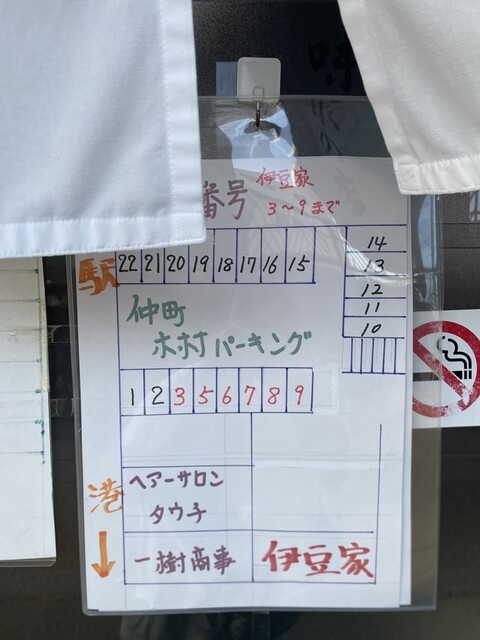 番号 伊豆家
3〜9まで
駅
22 21 20 19 18 17 16 15
14
13
12
11
10
仲町
木村パーキング
1 2 3 5 6 7 8 9
港
ヘアーサロン
タウチ
一樹商事
伊豆家